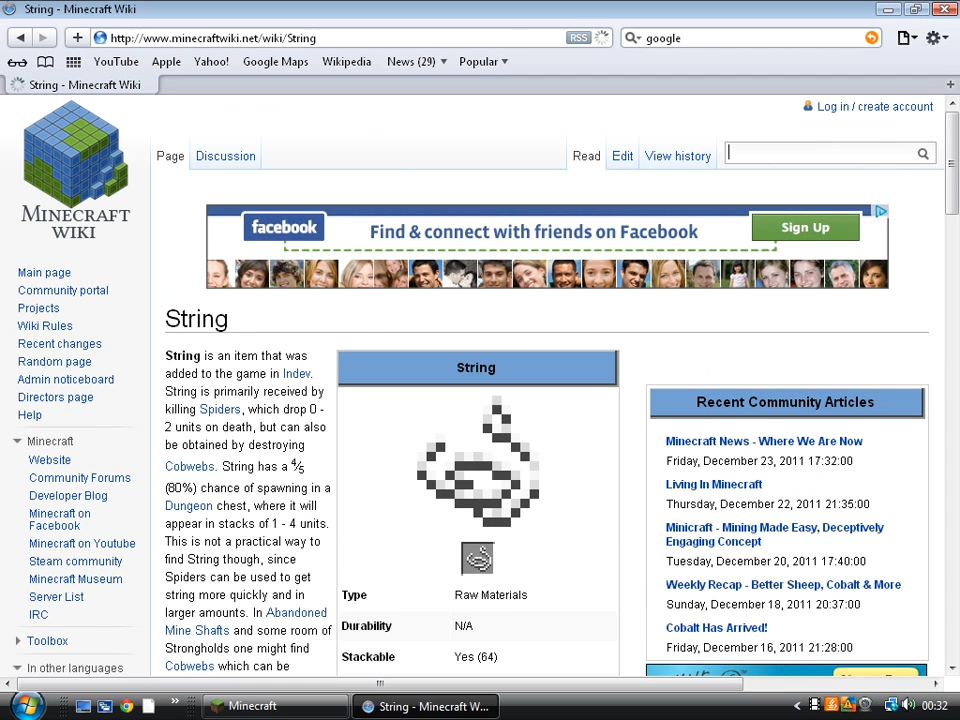 String - Minecraft Wiki
http://www.minecraftwiki.net/wiki/String
RSS
google
YouTube
Apple
Yahoo!
Google Maps
Wikipedia
News (29)
Popular
String - Minecraft Wiki
Log in / create account
MINECRAFT
WIKI
Page
Discussion
Read
Edit
View history
facebook
Find & connect with friends on Facebook
Sign Up
Main page
Community portal
Projects
Wiki Rules
Recent changes
Random page
Admin noticeboard
Directors page
Help
Minecraft
Website
Community Forums
Developer Blog
Minecraft on
Facebook
Minecraft on Youtube
Steam community
Minecraft Museum
Server List
IRC
Toolbox
In other languages
String
String is an item that was
added to the game in Indev.
String is primarily received by
killing Spiders, which drop 0 -
2 units on death, but can also
be obtained by destroying
Cobwebs. String has a 4/5
(80%) chance of spawning in a
Dungeon chest, where it will
appear in stacks of 1 - 4 units.
This is not a practical way to
find String though, since
Spiders can be used to get
string more quickly and in
larger amounts. In Abandoned
Mine Shafts and some room of
Strongholds one might find
Cobwebs which can be
String
Type
Raw Materials
Durability
N/A
Stackable
Yes (64)
Recent Community Articles
Minecraft News - Where We Are Now
Friday, December 23, 2011 17:32:00
Living In Minecraft
Thursday, December 22, 2011 21:35:00
Minicraft - Mining Made Easy, Deceptively
Engaging Concept
Tuesday, December 20, 2011 17:40:00
Weekly Recap - Better Sheep, Cobalt & More
Sunday, December 18, 2011 20:37:00
Cobalt Has Arrived!
Friday, December 16, 2011 21:28:00
Minecraft
String - Minecraft W...
00:32